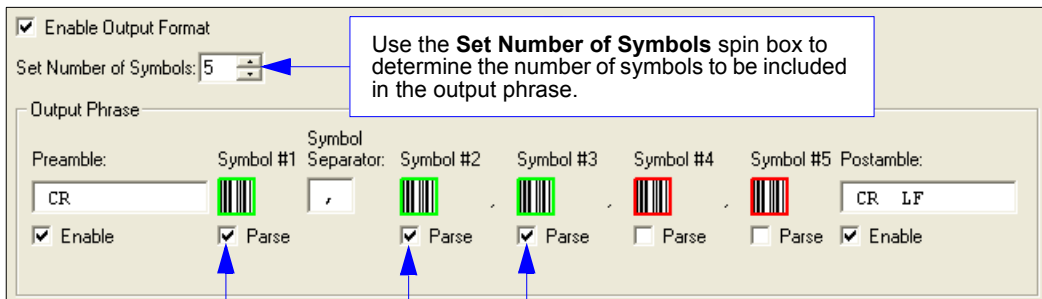 Enable Output Format
Set Number of Symbols: 5
Use the Set Number of Symbols spin box to
determine the number of symbols to be included
in the output phrase.
Output Phrase
Preamble: Symbol #1 Symbol Separator: Symbol #2 Symbol #3 Symbol #4 Symbol #5 Postamble:
CR , , , , CR LF
Enable Parse Parse Parse Parse Parse Enable